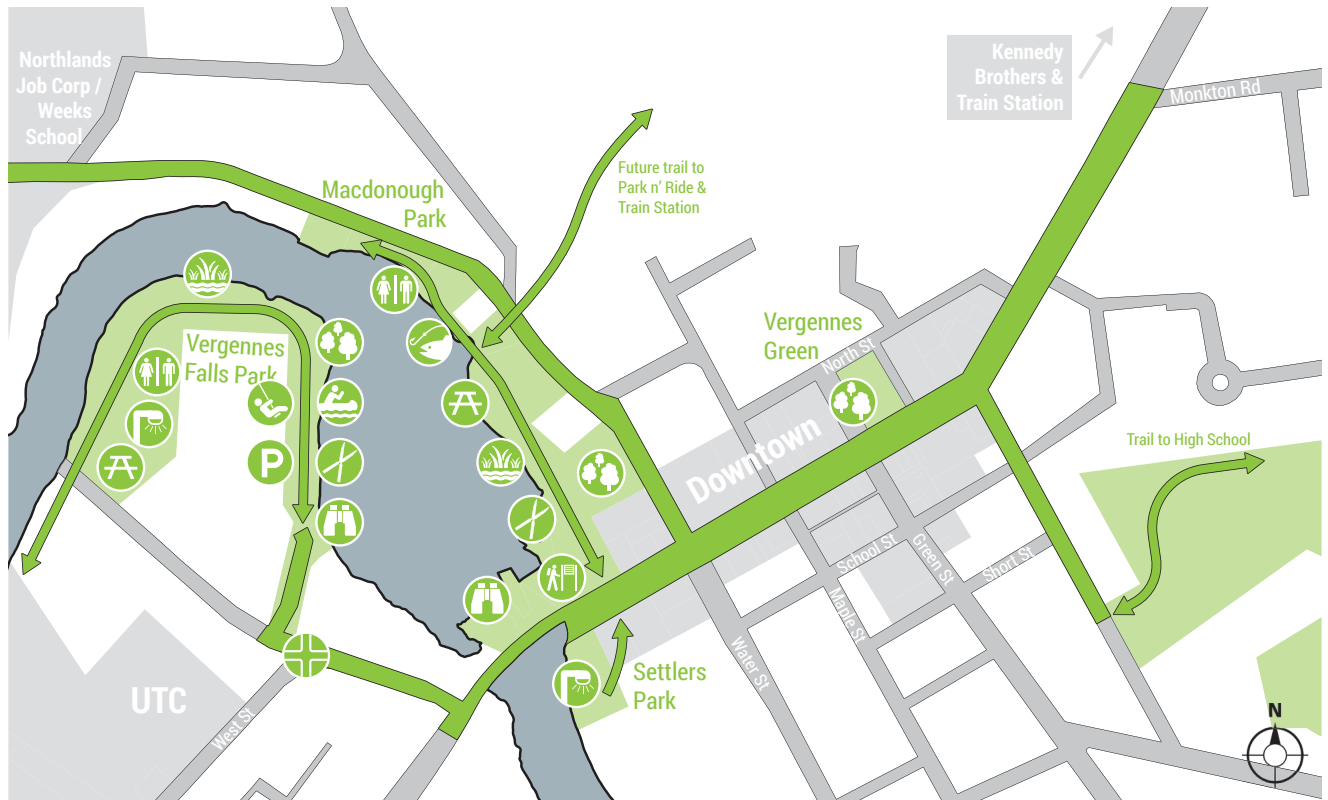 Northlands
Job Corp /
Weeks
School
Kennedy
Brothers &
Train Station
Monkton Rd
Future trail to
Park n' Ride &
Train Station
Macdonough
Park
Vergennes
Falls Park
Vergennes
Green
North St
Downtown
Trail to High School
School St
Green St
Short St
Maple St
Water St
Settlers
Park
UTC
West St
P
N